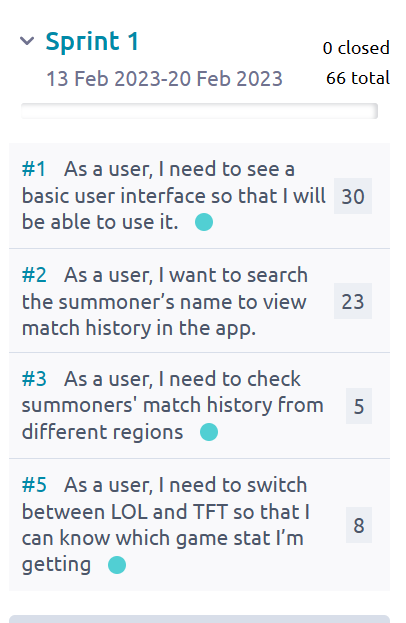 Sprint 1
0 closed
13 Feb 2023-20 Feb 2023
66 total
#1 As a user, I need to see a
basic user interface so that I will
be able to use it.
30
#2 As a user, I want to search
the summoner’s name to view
match history in the app.
23
#3 As a user, I need to check
summoners' match history from
different regions
5
#5 As a user, I need to switch
between LOL and TFT so that I
can know which game stat I’m
getting
8